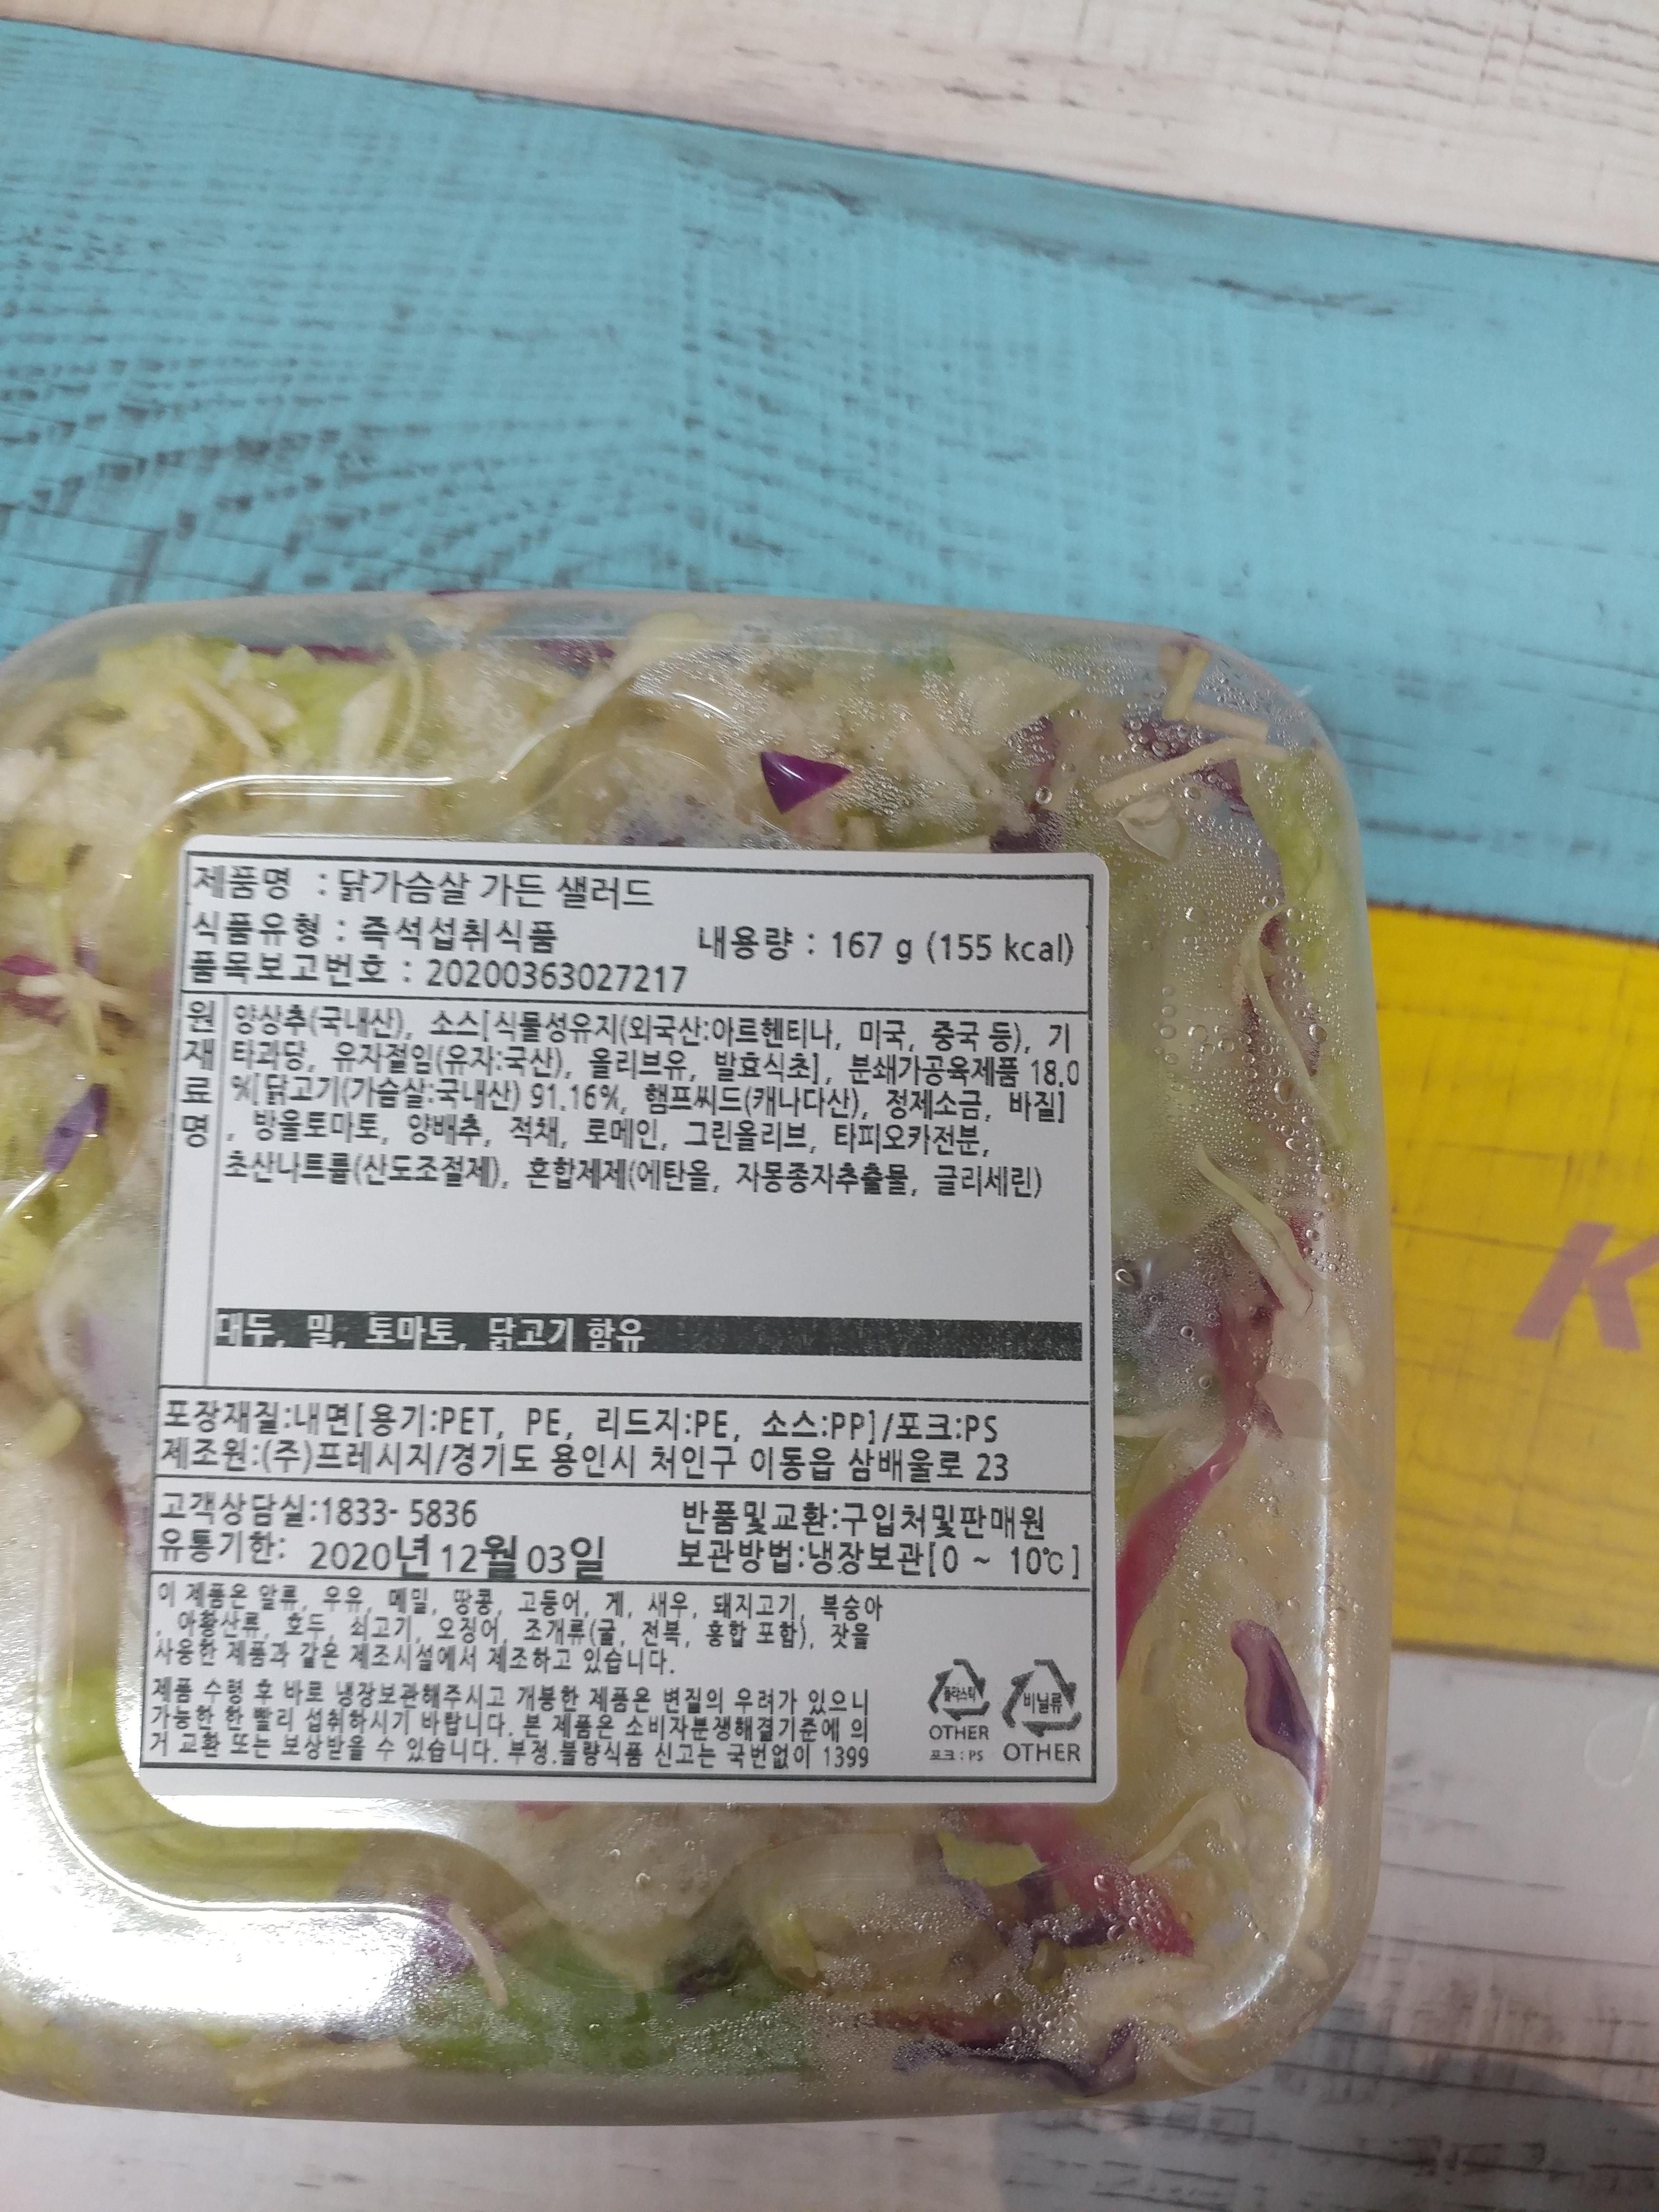 제품명 : 닭가슴살 가든 샐러드
식품유형 : 즉석섭취식품 내용량 : 167 g (155 kcal)
품목보고번호 : 20200363027217
원재료명
양상추(국내산), 소스[식물성유지(외국산:아르헨티나, 미국, 중국 등), 기
타과당, 유자절임(유자:국산), 올리브유, 발효식초], 분쇄가공육제품 18.0
%[닭고기(가슴살:국내산) 91.16%, 햄프씨드(캐나다산), 정제소금, 바질]
, 방울토마토, 양배추, 적채, 로메인, 그린올리브, 타피오카전분,
초산나트륨(산도조절제), 혼합제제(에탄올, 자몽종자추출물, 글리세린)
대두, 밀, 토마토, 닭고기 함유
포장재질:내면[용기:PET, PE, 리드지:PE, 소스:PP]/포크:PS
제조원:(주)프레시지/경기도 용인시 처인구 이동읍 삼배울로 23
고객상담실:1833- 5836 반품및교환:구입처및판매원
유통기한: 2020년 12월 03일 보관방법:냉장보관[0 ~ 10℃]
이 제품은 알류, 우유, 메밀, 땅콩, 고등어, 게, 새우, 돼지고기, 복숭아
, 아황산류, 호두, 쇠고기, 오징어, 조개류(굴, 전복, 홍합 포함), 잣을
사용한 제품과 같은 제조시설에서 제조하고 있습니다.
제품 수령 후 바로 냉장보관해주시고 개봉한 제품은 변질의 우려가 있으니
가능한 한 빨리 섭취하시기 바랍니다. 본 제품은 소비자분쟁해결기준에 의
거 교환 또는 보상받을 수 있습니다. 부정.불량식품 신고는 국번없이 1399
플라스틱 비닐류
OTHER OTHER
포크:PS
K